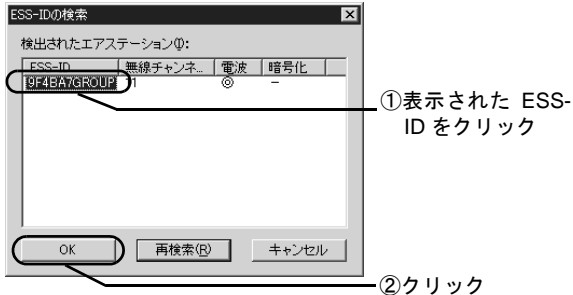 ESS-IDの検索
検出されたエアステーション(I):
ESS-ID 無線チャンネ... 電波 暗号化
9F4BA7GROUP 11 ◎ －
①表示された ESS-
ID をクリック
OK 再検索(R) キャンセル
②クリック